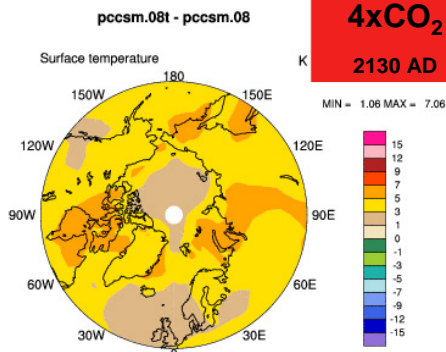 pccsm.08t - pccsm.08
4xCO₂
2130 AD
Surface temperature
K
MIN = 1.06 MAX = 7.06
180
150W
150E
120W
120E
90W
90E
60W
60E
30W
30E
0
15
12
9
7
5
3
1
0
-1
-3
-5
-7
-9
-12
-15